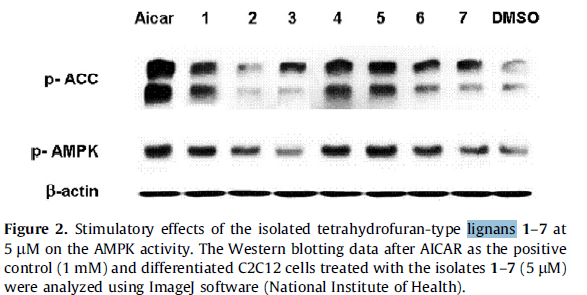 Aicar 1 2 3 4 5 6 7 DMSO
p- ACC
p- AMPK
β-actin
Figure 2. Stimulatory effects of the isolated tetrahydrofuran-type lignans 1–7 at
5 μM on the AMPK activity. The Western blotting data after AICAR as the positive
control (1 mM) and differentiated C2C12 cells treated with the isolates 1–7 (5 μM)
were analyzed using ImageJ software (National Institute of Health).